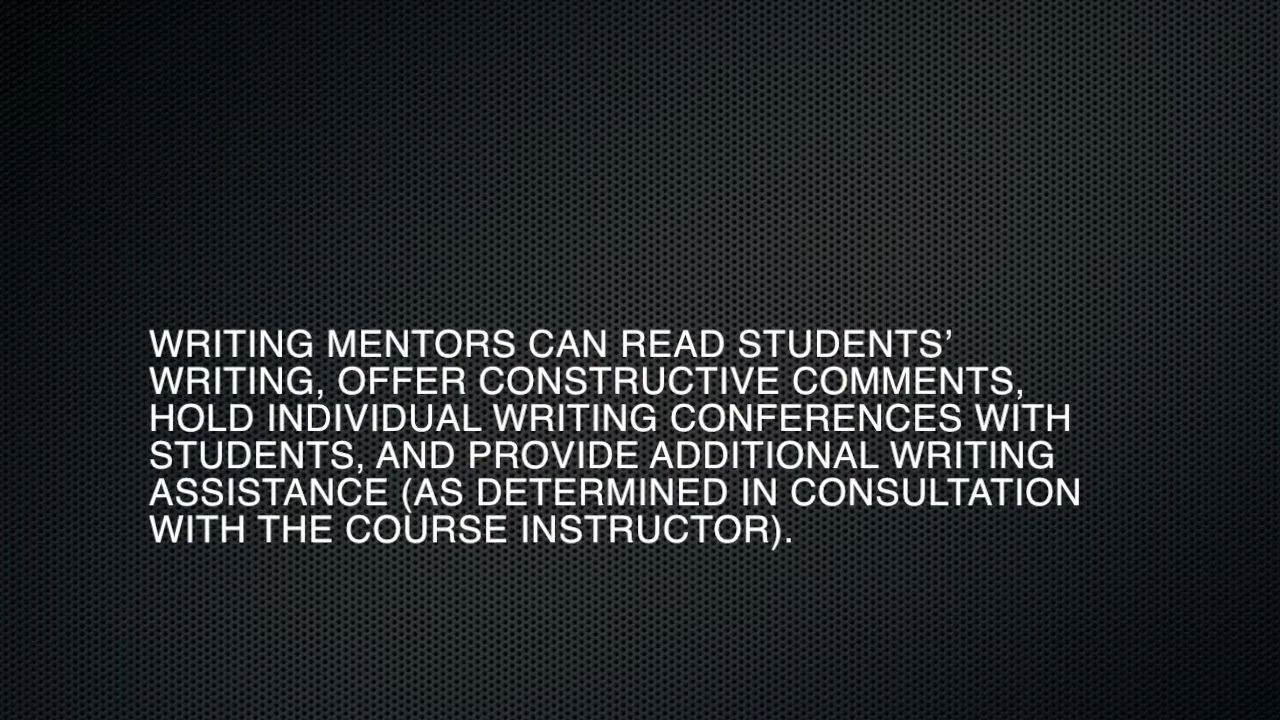 WRITING MENTORS CAN READ STUDENTS’
WRITING, OFFER CONSTRUCTIVE COMMENTS,
HOLD INDIVIDUAL WRITING CONFERENCES WITH
STUDENTS, AND PROVIDE ADDITIONAL WRITING
ASSISTANCE (AS DETERMINED IN CONSULTATION
WITH THE COURSE INSTRUCTOR).